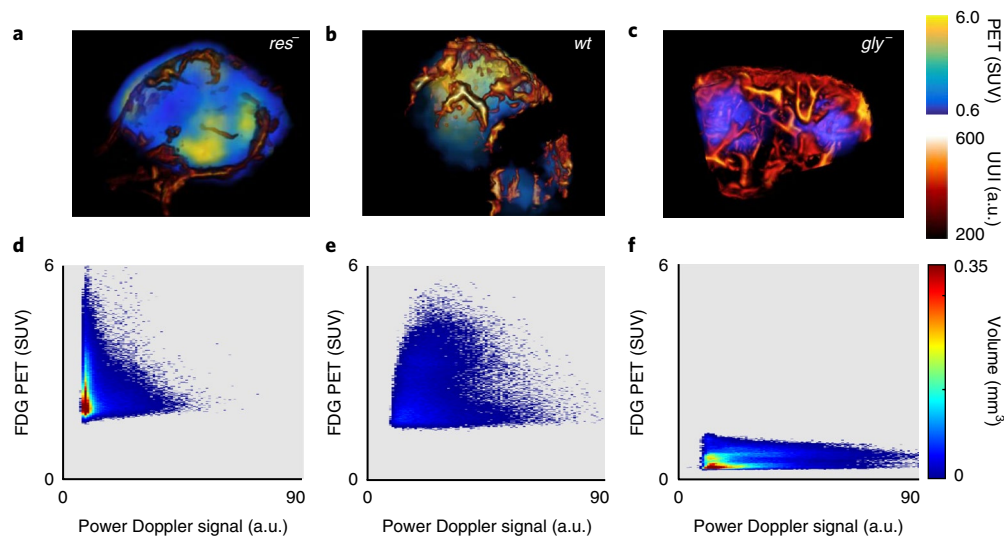 a
res⁻
b
wt
c
gly⁻
PET (SUV)
6.0
0.6
UUI (a.u.)
600
200
d
6
FDG PET (SUV)
0
0
90
Power Doppler signal (a.u.)
e
6
FDG PET (SUV)
0
0
90
Power Doppler signal (a.u.)
f
6
FDG PET (SUV)
0
0
90
Power Doppler signal (a.u.)
0.35
Volume (mm³)
0